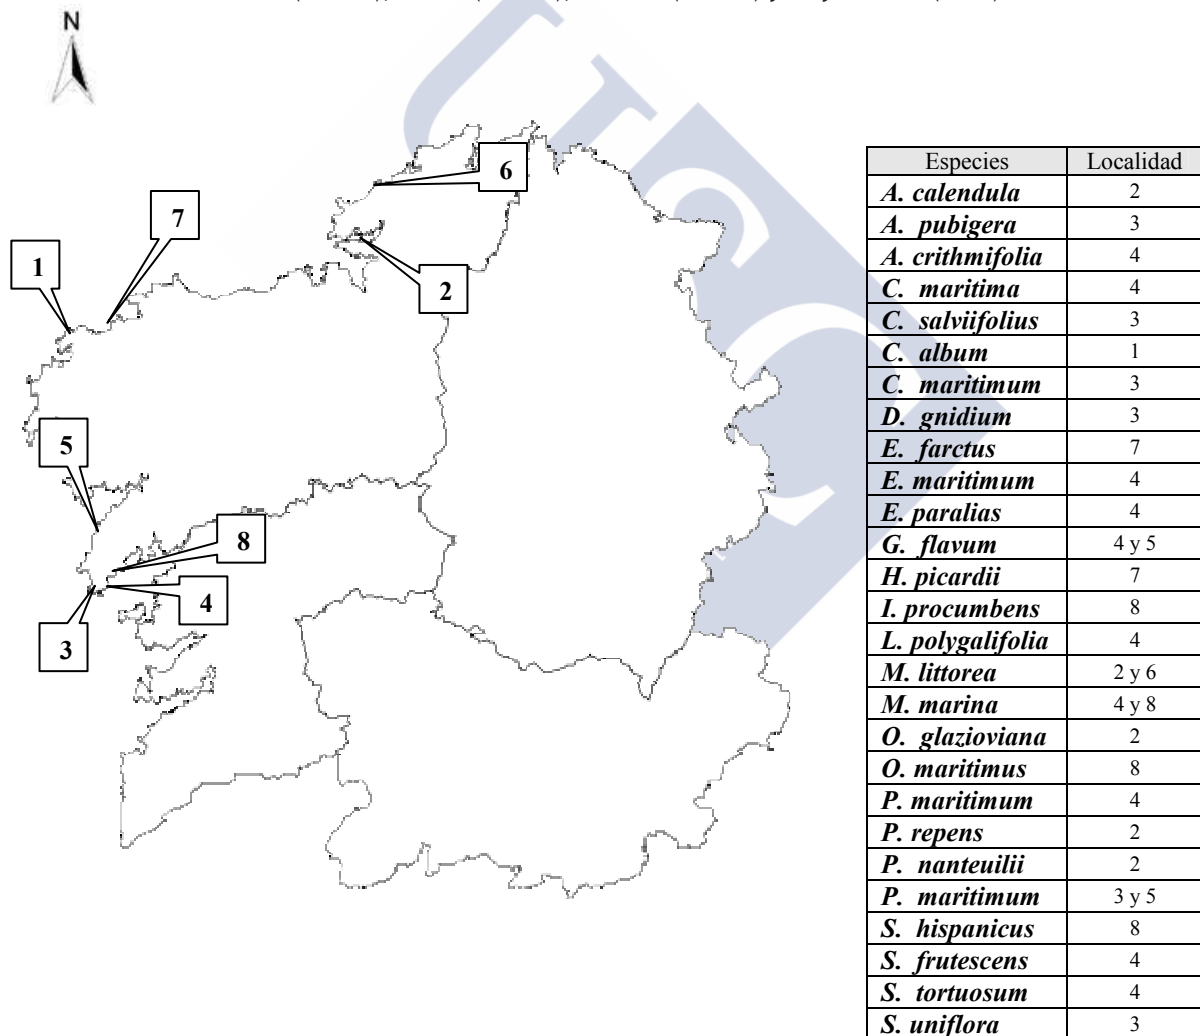 N
6
7
1
2
5
8
4
3
Especies Localidad
A. calendula 2
A. pubigera 3
A. crithmifolia 4
C. maritima 4
C. salviifolius 3
C. album 1
C. maritimum 3
D. gnidium 3
E. farctus 7
E. maritimum 4
E. paralias 4
G. flavum 4 y 5
H. picardii 7
I. procumbens 8
L. polygalifolia 4
M. littorea 2 y 6
M. marina 4 y 8
O. glazioviana 2
O. maritimus 8
P. maritimum 4
P. repens 2
P. nanteuilii 2
P. maritimum 3 y 5
S. hispanicus 8
S. frutescens 4
S. tortuosum 4
S. uniflora 3